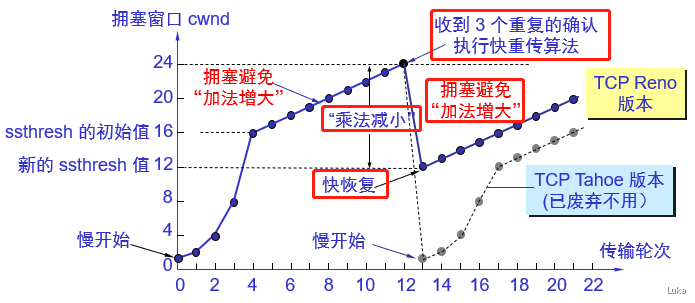 拥塞窗口 cwnd
收到 3 个重复的确认
执行快重传算法
24
20
ssthresh 的初始值 16
新的 ssthresh 值 12
8
4
0
拥塞避免
“加法增大”
“乘法减小”
拥塞避免
“加法增大”
TCP Reno
版本
快恢复
TCP Tahoe 版本
(已废弃不用）
慢开始
慢开始
传输轮次
0 2 4 6 8 10 12 14 16 18 20 22
Luka